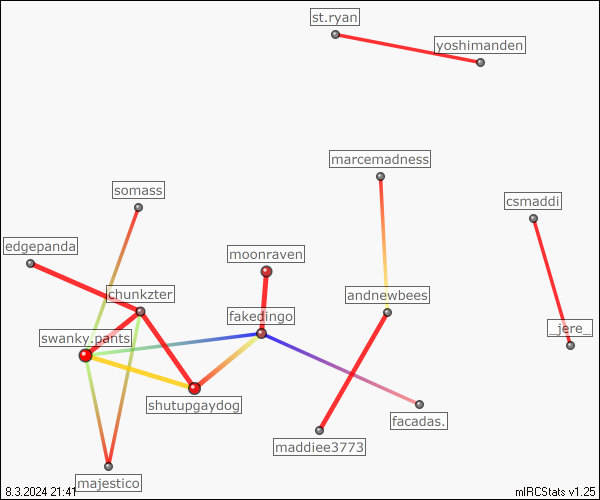 st.ryan
yoshimanden
marcemadness
somass
csmaddi
edgepanda
moonraven
chunkzter
andnewbees
fakedingo
_jere_
swanky.pants
shutupgaydog
facadas.
maddiee3773
majestico
8.3.2024 21:41
mIRCStats v1.25